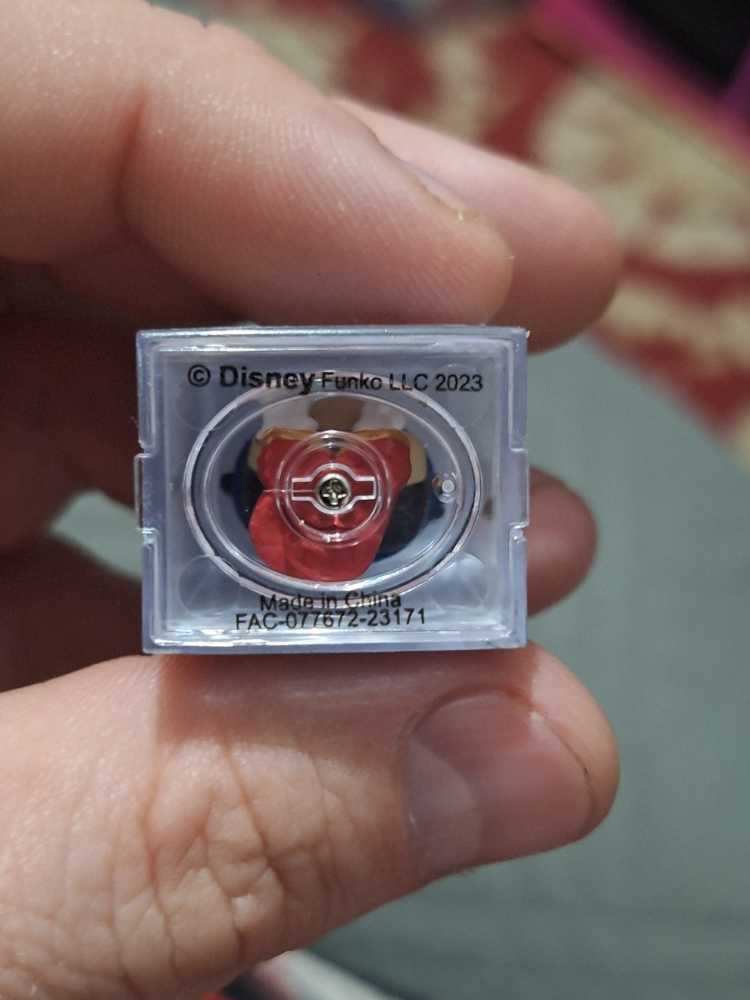 © Disney Funko LLC 2023
Made in China
FAC-077672-23171